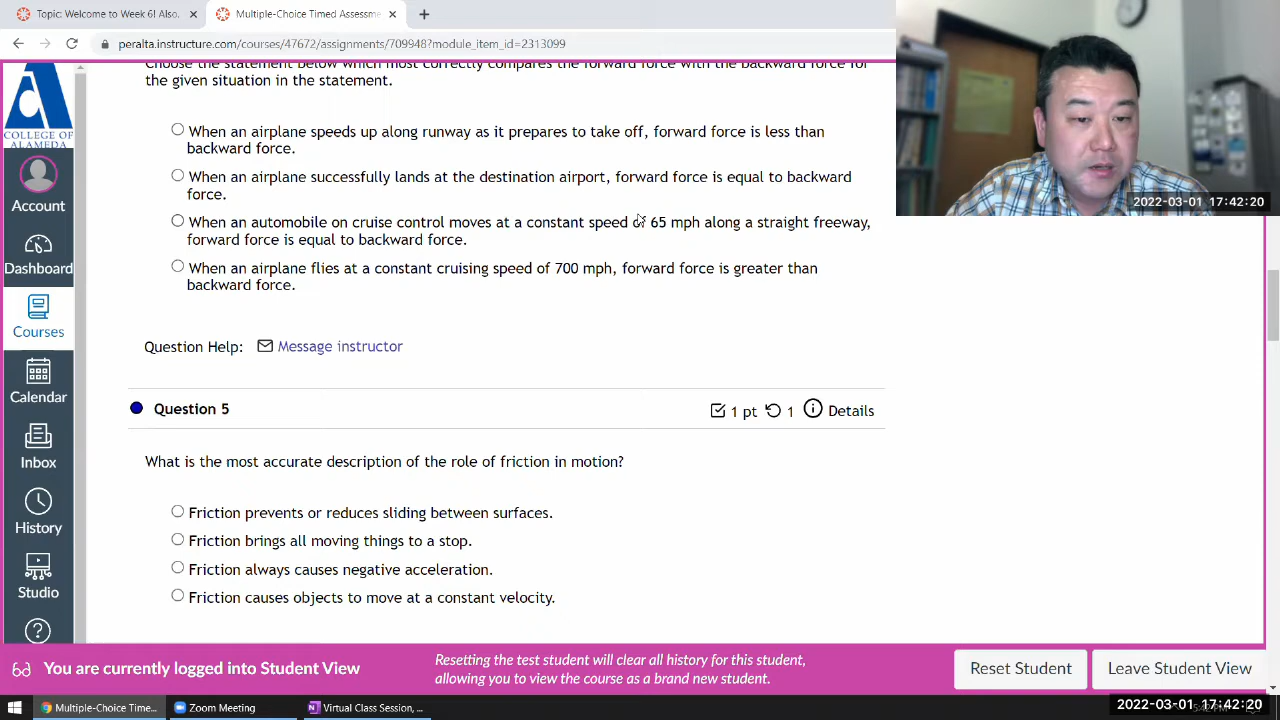 Topic: Welcome to Week 6! Also.
Multiple-Choice Timed Assessme
peralta.instructure.com/courses/47672/assignments/709948?module_item_id=2313099
2022-03-01 17:42:20
COLLEGE OF
ALAMEDA
Account
Dashboard
Courses
Calendar
Inbox
History
Studio
Choose the statement below which most correctly compares the forward force with the backward force for
the given situation in the statement.
When an airplane speeds up along runway as it prepares to take off, forward force is less than
backward force.
When an airplane successfully lands at the destination airport, forward force is equal to backward
force.
When an automobile on cruise control moves at a constant speed of 65 mph along a straight freeway,
forward force is equal to backward force.
When an airplane flies at a constant cruising speed of 700 mph, forward force is greater than
backward force.
Question Help: Message instructor
Question 5
1 pt 1 Details
What is the most accurate description of the role of friction in motion?
Friction prevents or reduces sliding between surfaces.
Friction brings all moving things to a stop.
Friction always causes negative acceleration.
Friction causes objects to move at a constant velocity.
You are currently logged into Student View
Resetting the test student will clear all history for this student,
allowing you to view the course as a brand new student.
Reset Student
Leave Student View
Multiple-Choice Time...
Zoom Meeting
Virtual Class Session, ...
2022-03-01 17:42:20